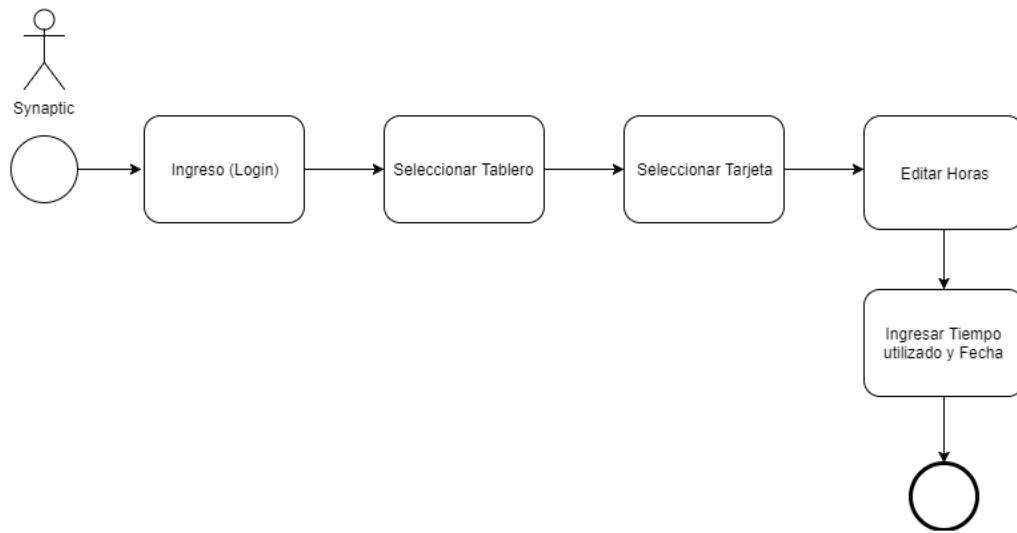 Synaptic
Ingreso (Login)
Seleccionar Tablero
Seleccionar Tarjeta
Editar Horas
Ingresar Tiempo
utilizado y Fecha